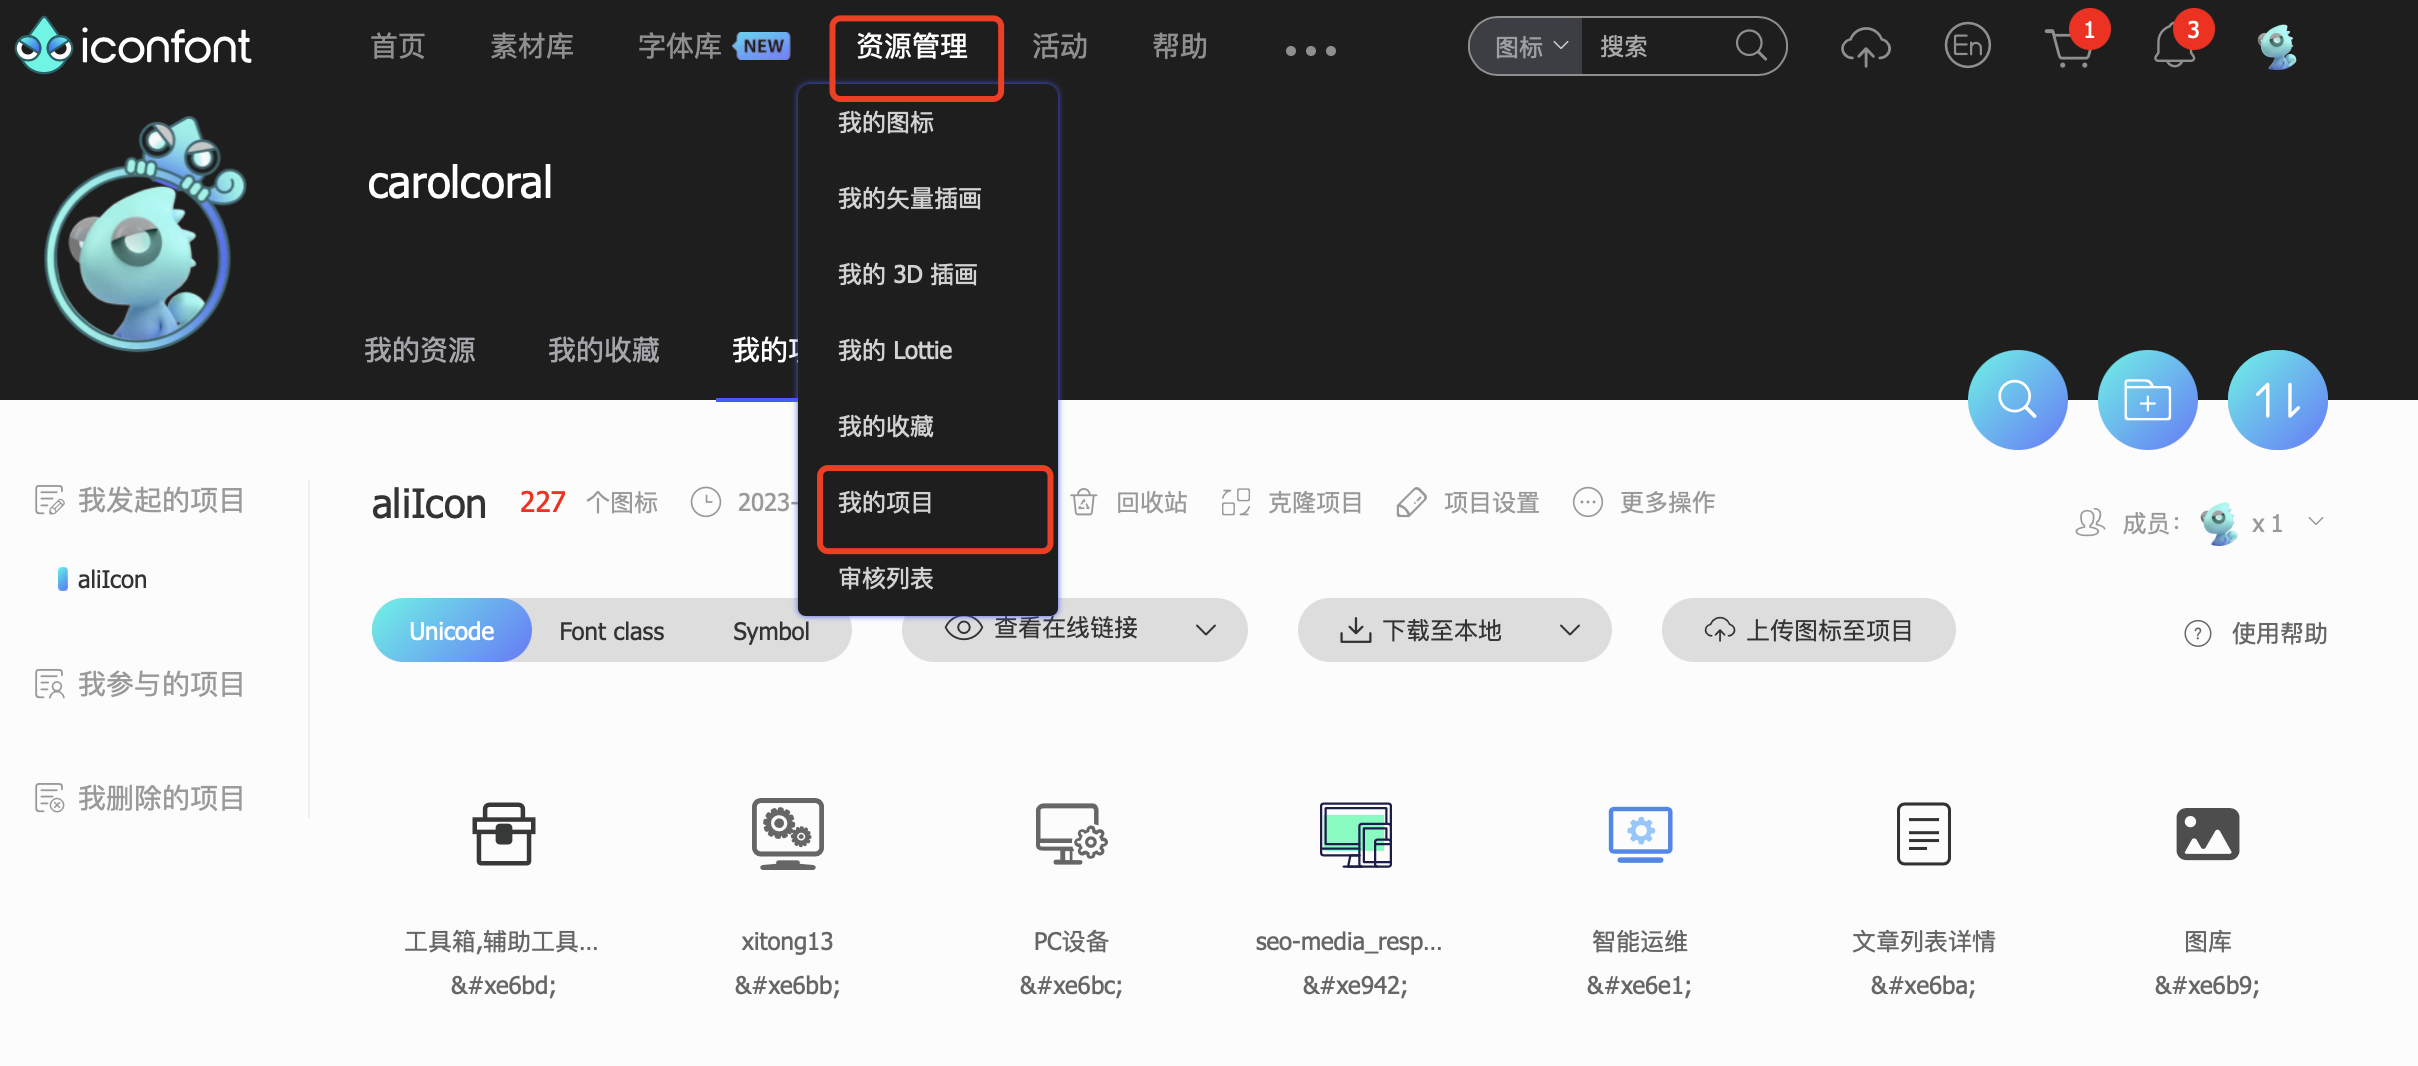 iconfont
首页
素材库
字体库
NEW
资源管理
活动
帮助
图标
搜索
En
1
3
carolcoral
我的资源
我的收藏
我的
我的图标
我的矢量插画
我的 3D 插画
我的 Lottie
我的收藏
我的项目
审核列表
我发起的项目
aliIcon
我参与的项目
我删除的项目
aliIcon
227
个图标
2023-
回收站
克隆项目
项目设置
更多操作
成员：
x 1
Unicode
Font class
Symbol
查看在线链接
下载至本地
上传图标至项目
使用帮助
工具箱,辅助工具...
xitong13
PC设备
seo-media_resp...
智能运维
文章列表详情
图库
&#xe6bd;
&#xe6bb;
&#xe6bc;
&#xe942;
&#xe6e1;
&#xe6ba;
&#xe6b9;